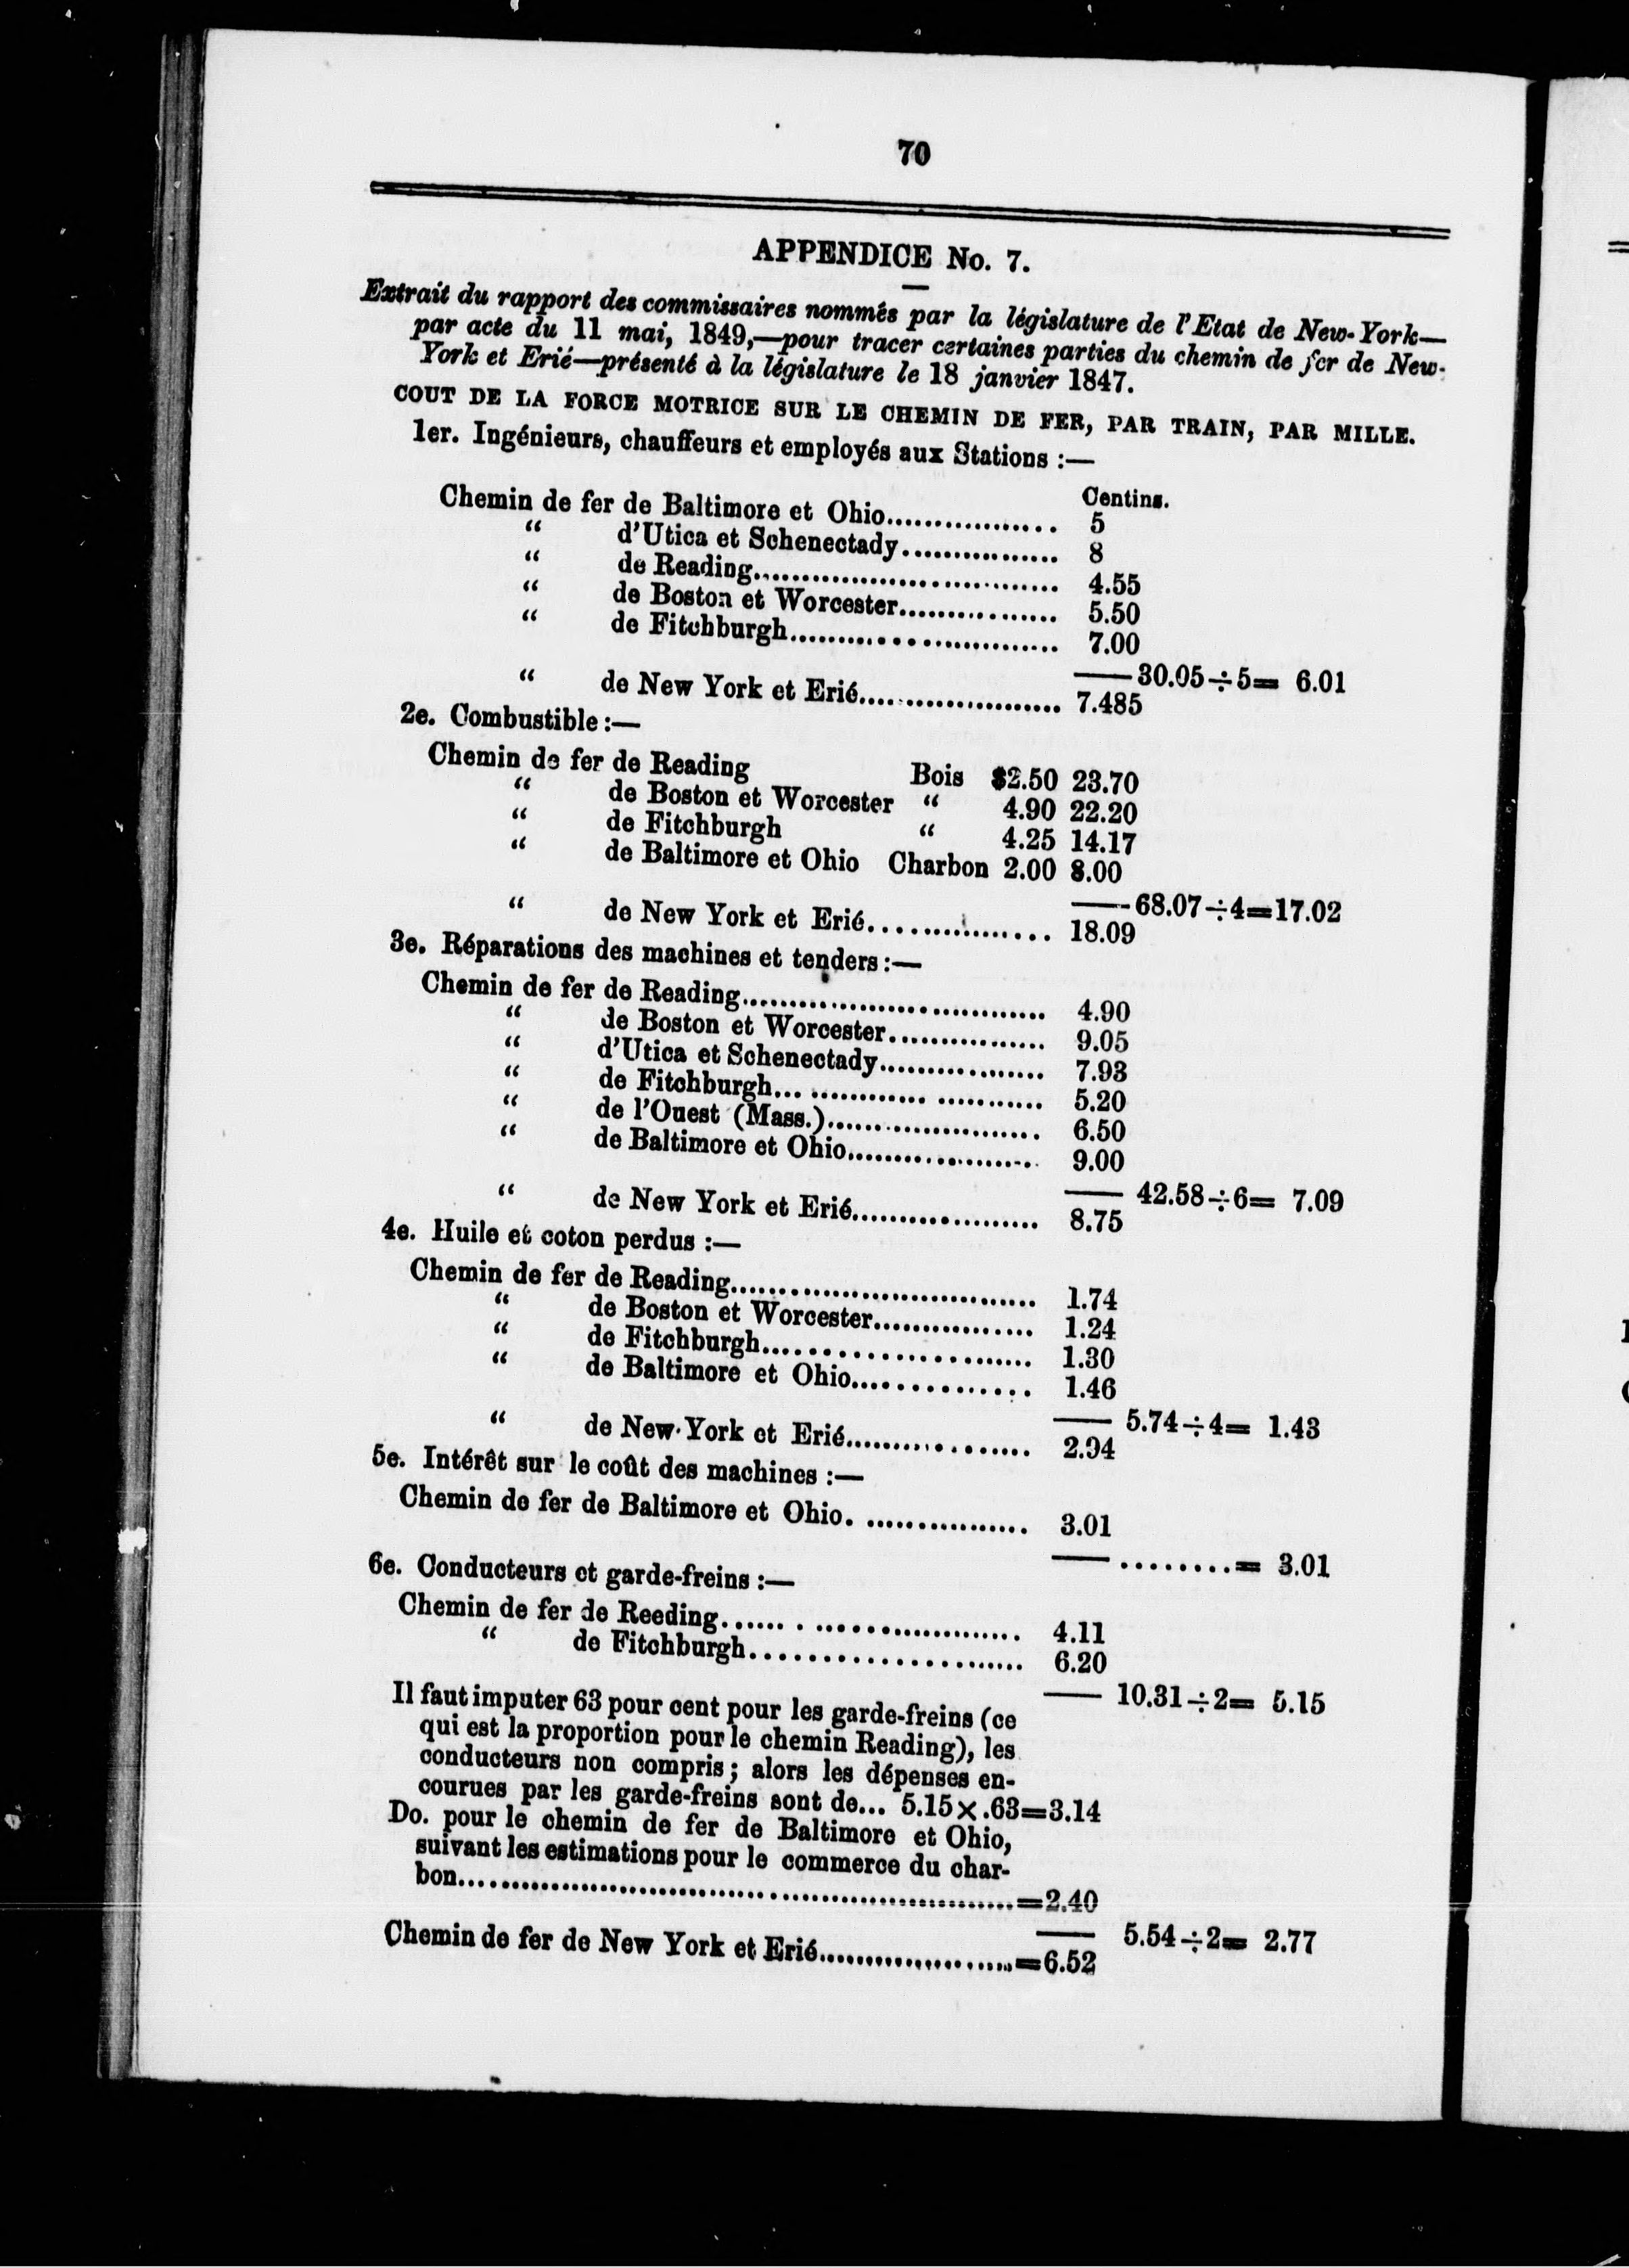 70
APPENDICE No. 7.
Extrait du rapport des commissaires nommés par la législature de l'Etat de New-York—
par acte du 11 mai, 1849,—pour tracer certaines parties du chemin de fer de New-
York et Erié—présenté à la législature le 18 janvier 1847.
COUT DE LA FORCE MOTRICE SUR LE CHEMIN DE FER, PAR TRAIN, PAR MILLE.
1er. Ingénieurs, chauffeurs et employés aux Stations :—
Centins.
Chemin de fer de Baltimore et Ohio................. 5
“ d'Utica et Schenectady................ 8
“ de Reading................................ 4.55
“ de Boston et Worcester................ 5.50
“ de Fitchburgh............................ 7.00
—— 30.05÷5= 6.01
“ de New York et Erié.................... 7.485
2e. Combustible :—
Chemin de fer de Reading Bois $2.50 23.70
“ de Boston et Worcester “ 4.90 22.20
“ de Fitchburgh “ 4.25 14.17
“ de Baltimore et Ohio Charbon 2.00 8.00
—— 68.07÷4=17.02
“ de New York et Erié................... 18.09
3e. Réparations des machines et tenders :—
Chemin de fer de Reading............................... 4.90
“ de Boston et Worcester................ 9.05
“ d'Utica et Schenectady................. 7.93
“ de Fitchburgh... ........................ 5.20
“ de l'Ouest (Mass.)...................... 6.50
“ de Baltimore et Ohio.................... 9.00
—— 42.58÷6= 7.09
“ de New York et Erié................... 8.75
4e. Huile et coton perdus :—
Chemin de fer de Reading............................... 1.74
“ de Boston et Worcester................ 1.24
“ de Fitchburgh........................... 1.30
“ de Baltimore et Ohio.................. 1.46
—— 5.74÷4= 1.43
“ de New York et Erié................... 2.94
5e. Intérêt sur le coût des machines :—
Chemin de fer de Baltimore et Ohio. ................. 3.01
—— .........= 3.01
6e. Conducteurs et garde-freins :—
Chemin de fer de Reeding....... . ..................... 4.11
“ de Fitchburgh........................ 6.20
—— 10.31÷2= 5.15
Il faut imputer 63 pour cent pour les garde-freins (ce
qui est la proportion pour le chemin Reading), les
conducteurs non compris ; alors les dépenses en-
courues par les garde-freins sont de... 5.15×.63=3.14
Do. pour le chemin de fer de Baltimore et Ohio,
suivant les estimations pour le commerce du char-
bon.........................................................=2.40
—— 5.54÷2= 2.77
Chemin de fer de New York et Erié.....................=6.52